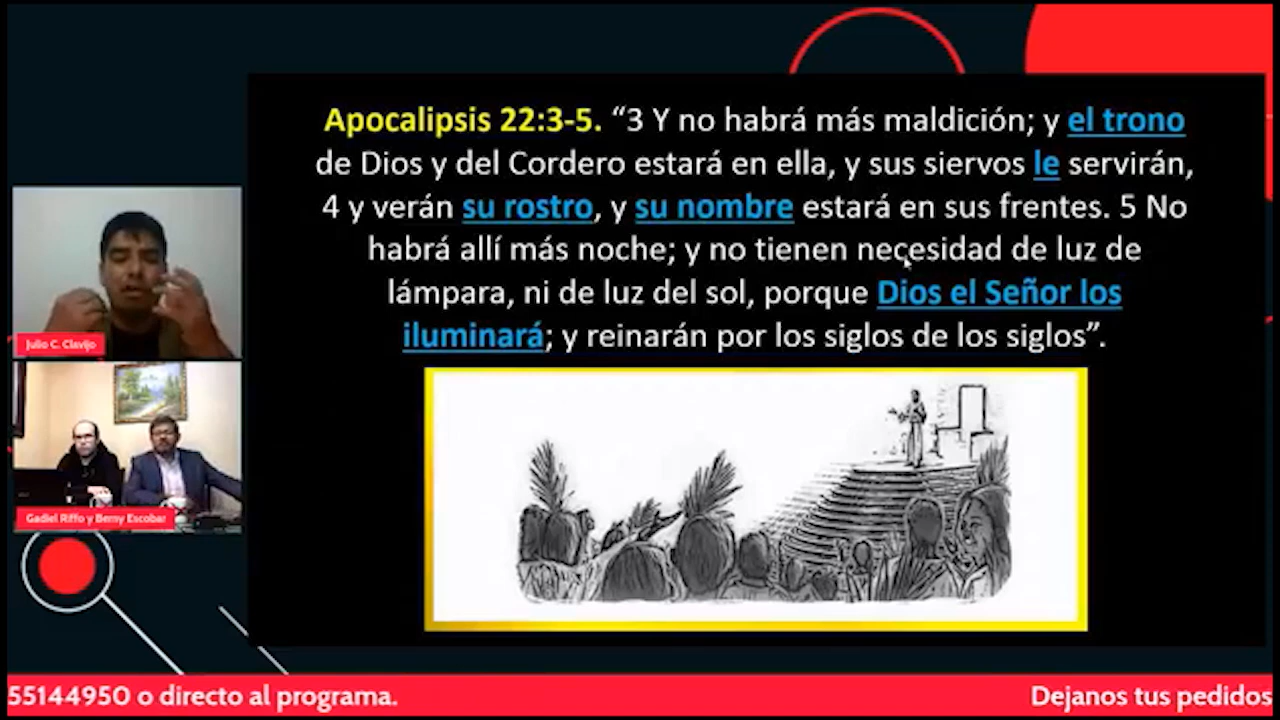 Apocalipsis 22:3-5. “3 Y no habrá más maldición; y el trono
de Dios y del Cordero estará en ella, y sus siervos le servirán,
4 y verán su rostro, y su nombre estará en sus frentes. 5 No
habrá allí más noche; y no tienen necesidad de luz de
lámpara, ni de luz del sol, porque Dios el Señor los
iluminará; y reinarán por los siglos de los siglos”.
Julio C. Clavijo
Gadiel Riffo y Berny Escobar
55144950 o directo al programa.
Dejanos tus pedidos